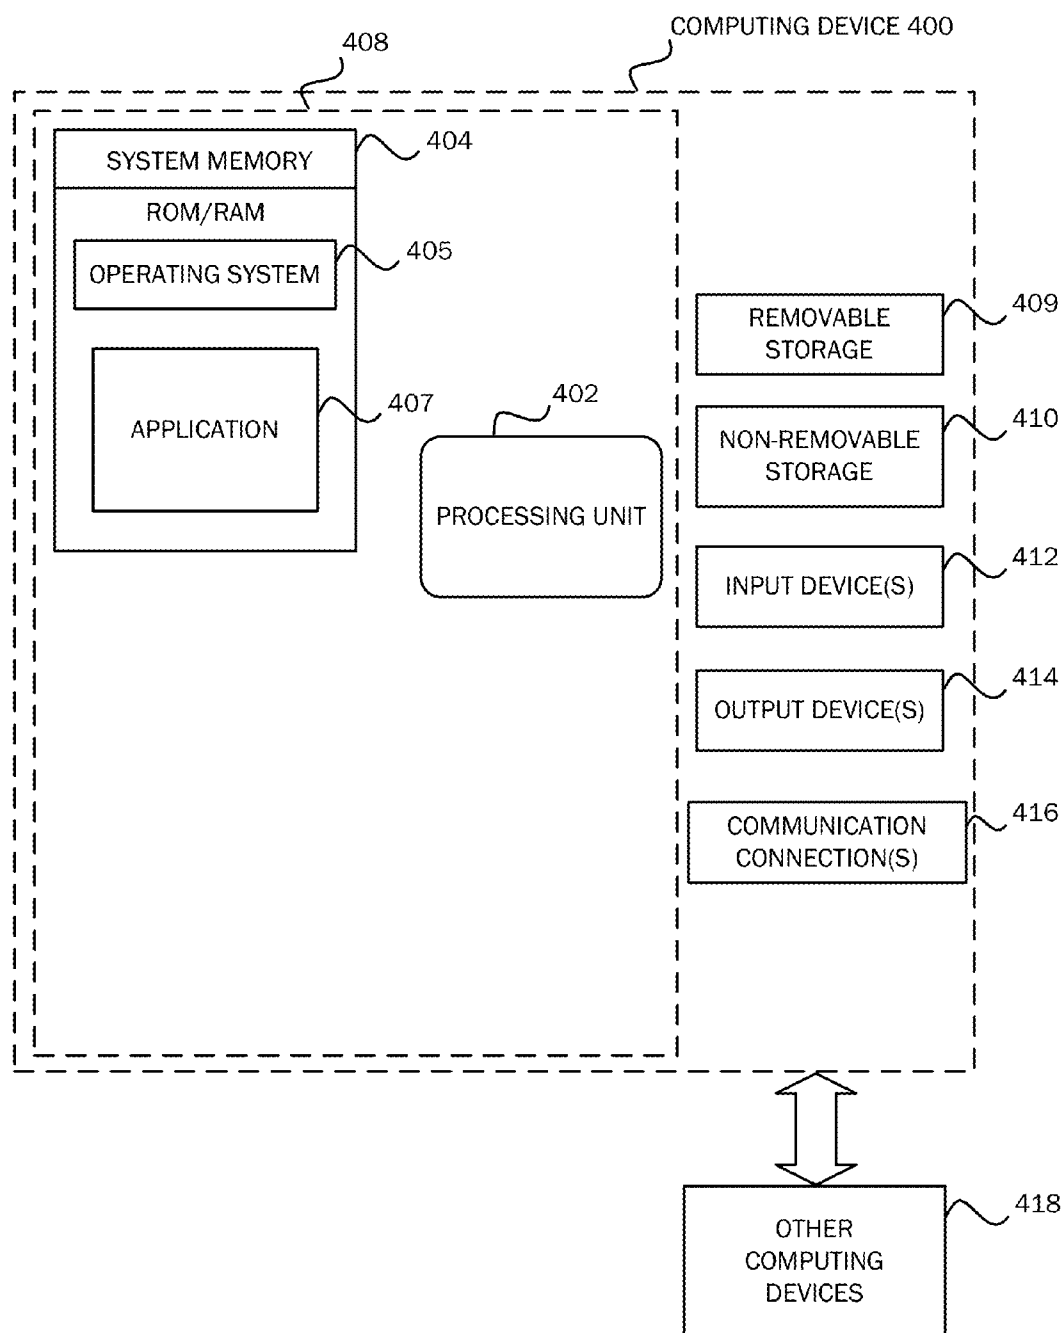 COMPUTING DEVICE 400
408
SYSTEM MEMORY
404
ROM/RAM
OPERATING SYSTEM
405
APPLICATION
407
402
PROCESSING UNIT
REMOVABLE
STORAGE
409
NON-REMOVABLE
STORAGE
410
INPUT DEVICE(S)
412
OUTPUT DEVICE(S)
414
COMMUNICATION
CONNECTION(S)
416
OTHER
COMPUTING
DEVICES
418